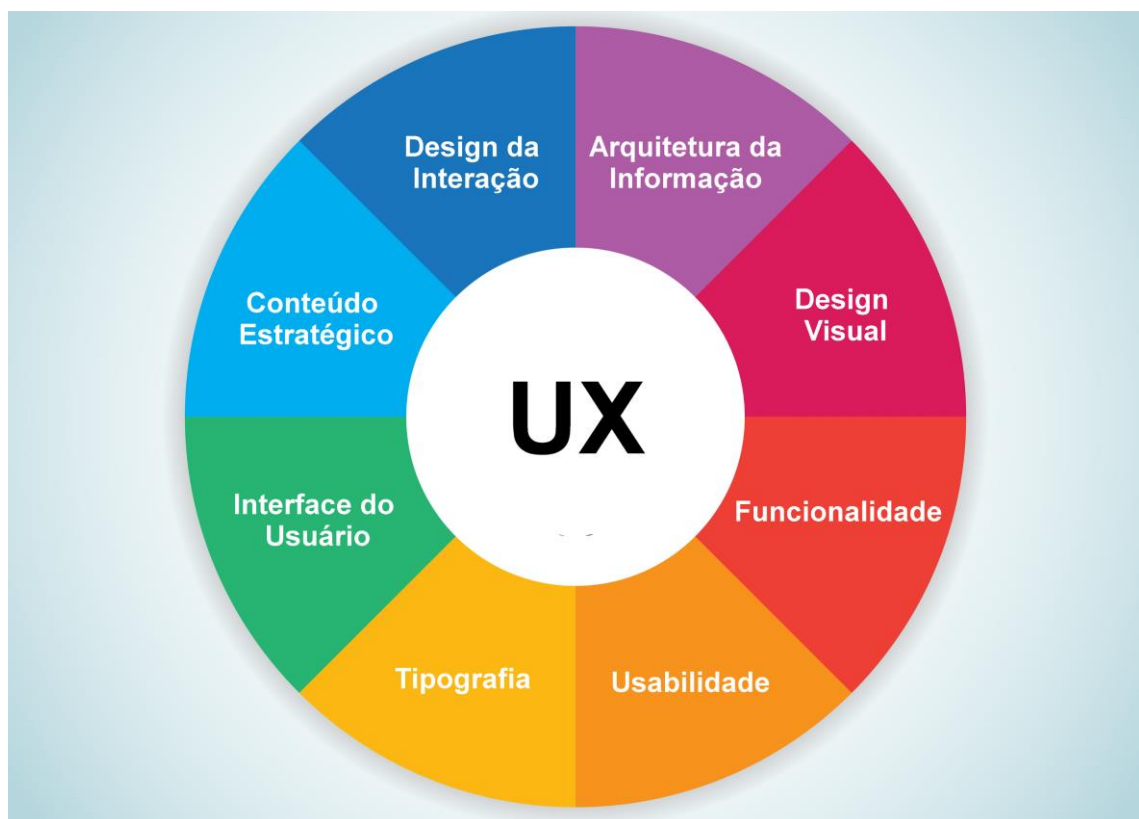 Design da
Interação
Arquitetura da
Informação
Conteúdo
Estratégico
Design
Visual
UX
Interface do
Usuário
Funcionalidade
Tipografia
Usabilidade